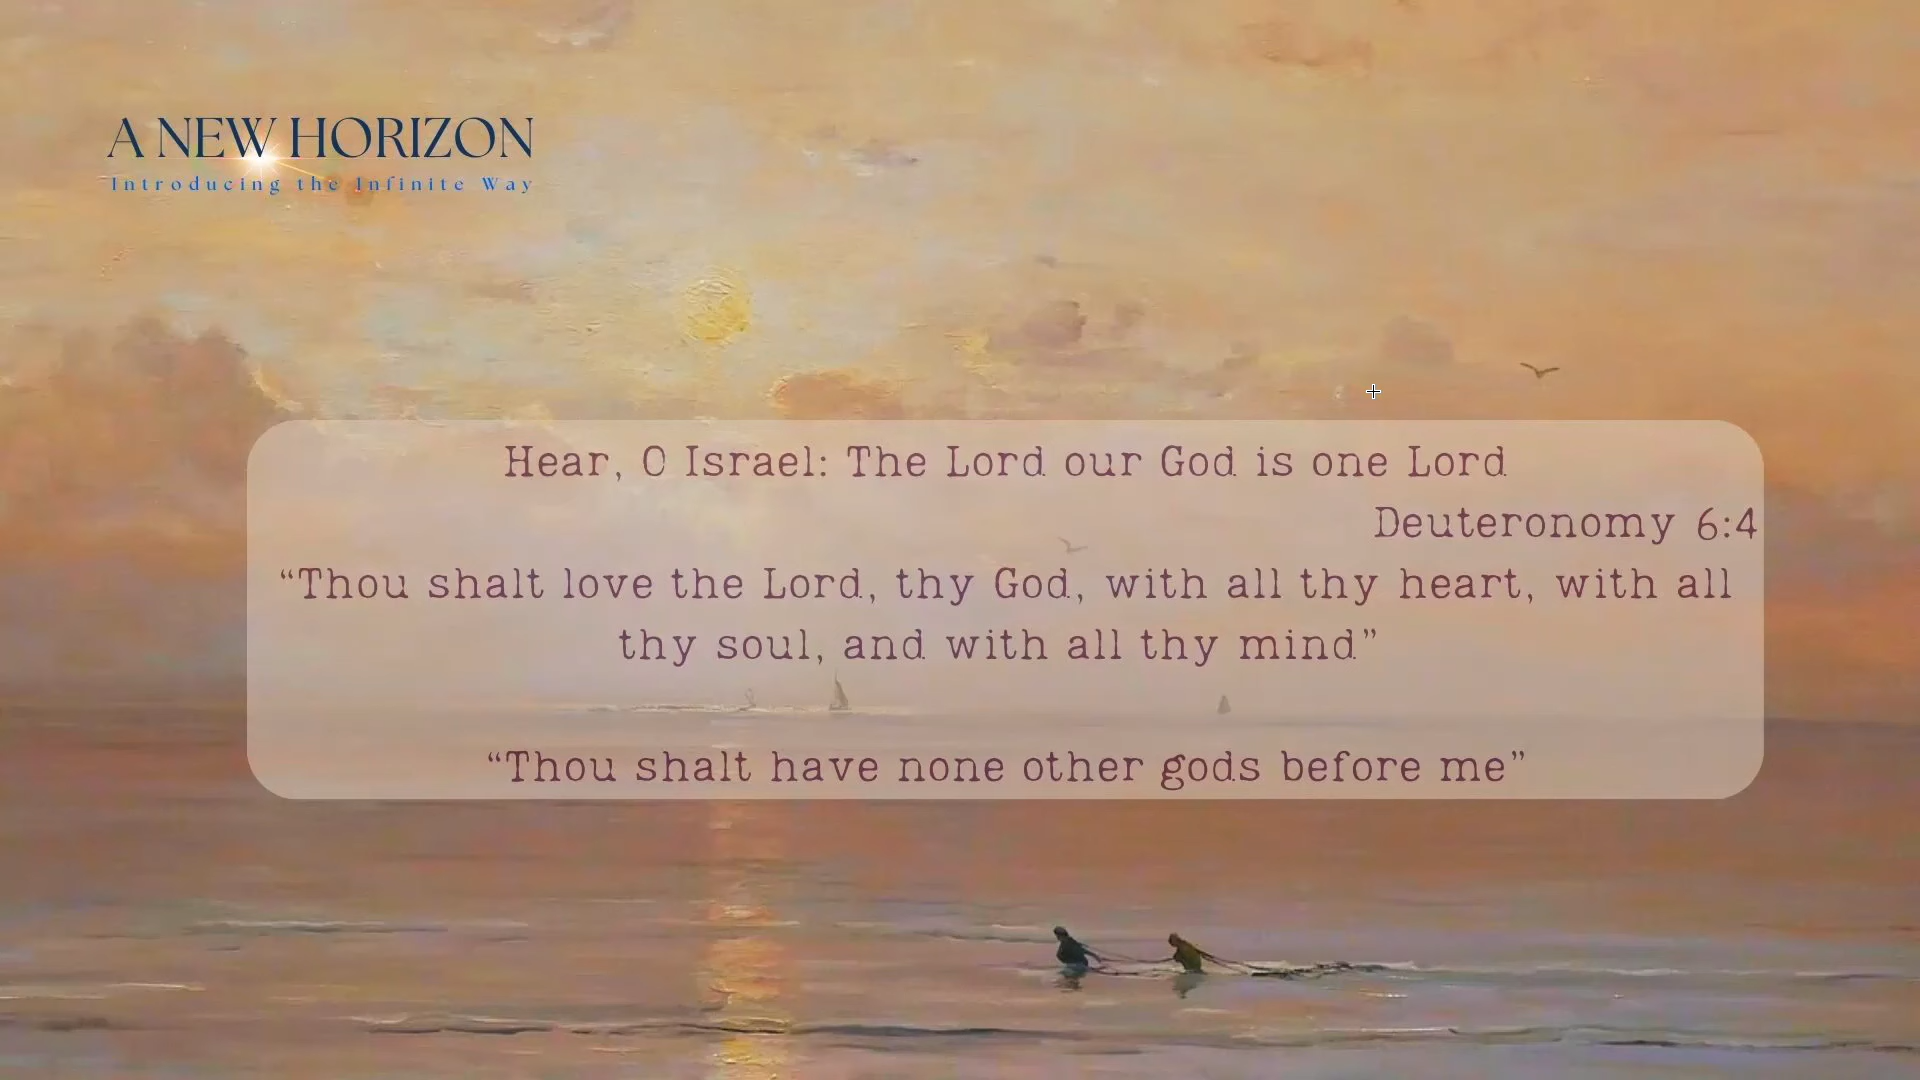 A NEW HORIZON
Introducing the Infinite Way
Hear, O Israel: The Lord our God is one Lord
Deuteronomy 6:4
“Thou shalt love the Lord, thy God, with all thy heart, with all
thy soul, and with all thy mind”
“Thou shalt have none other gods before me”